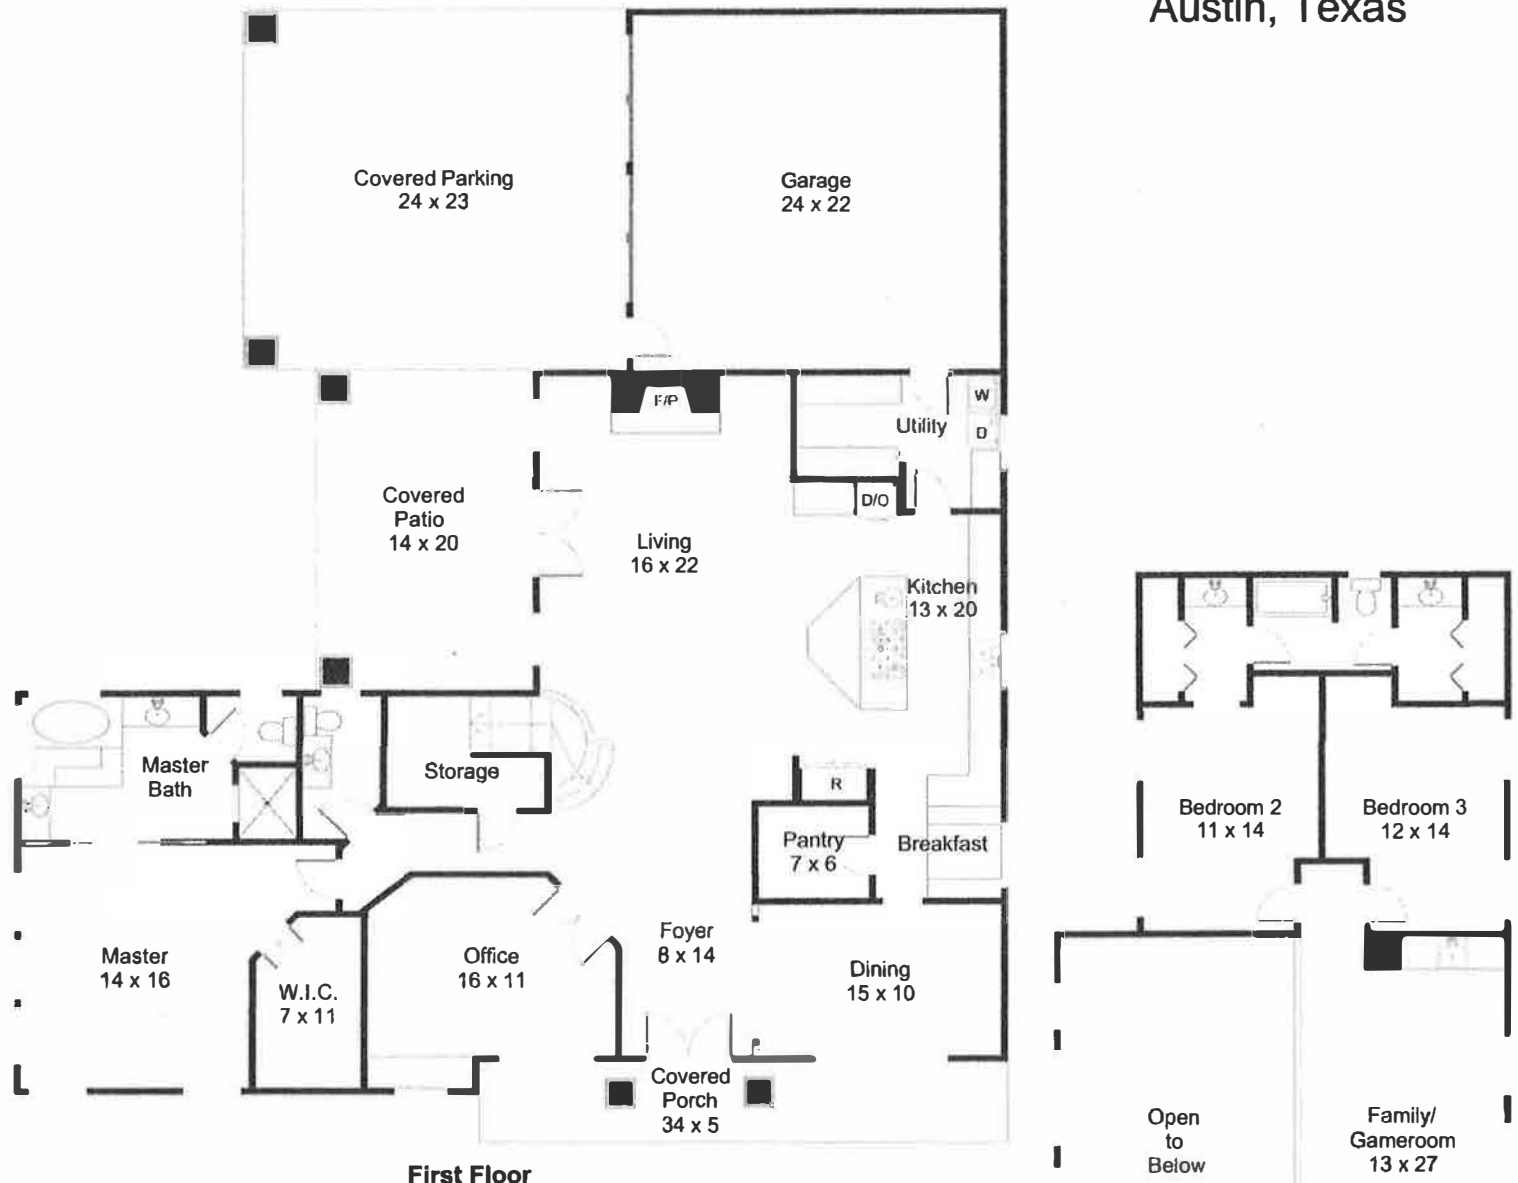 Austin, Texas
Covered Parking
24 x 23
Garage
24 x 22
F/P
W
Utility
D
D/O
Covered
Patio
14 x 20
Living
16 x 22
Kitchen
13 x 20
Master
Bath
Storage
R
Pantry
7 x 6
Breakfast
Bedroom 2
11 x 14
Bedroom 3
12 x 14
Master
14 x 16
W.I.C.
7 x 11
Office
16 x 11
Foyer
8 x 14
Dining
15 x 10
Covered
Porch
34 x 5
Open
to
Below
Family/
Gameroom
13 x 27
First Floor